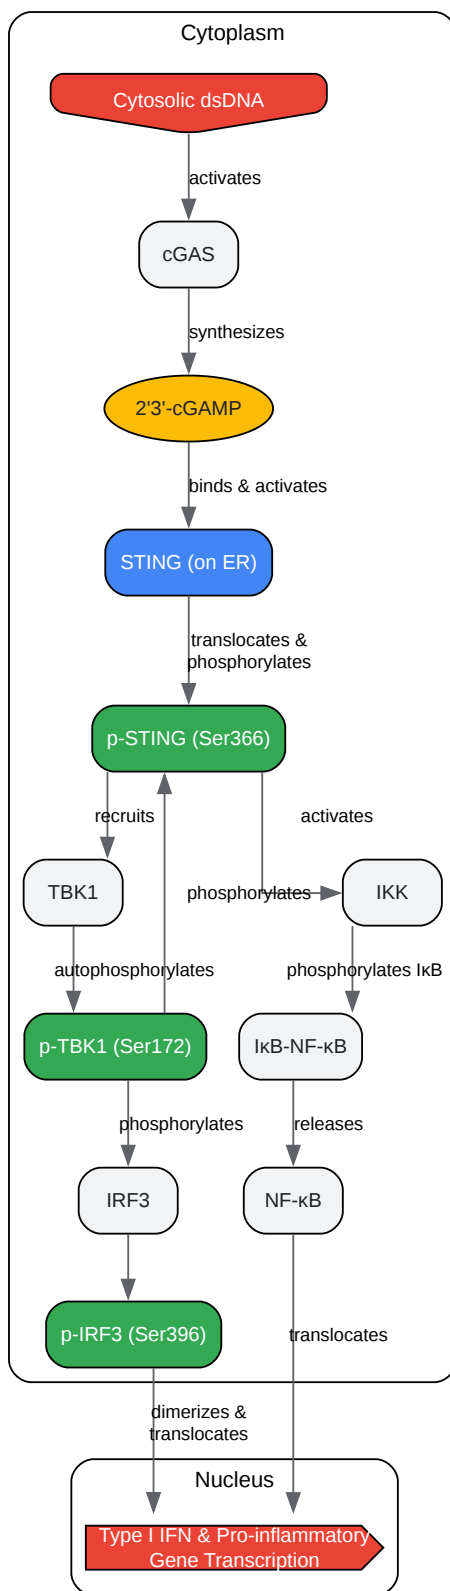 Cytoplasm
Cytosolic dsDNA
activates
cGAS
synthesizes
2'3'-cGAMP
binds & activates
STING (on ER)
translocates &
phosphorylates
p-STING (Ser366)
recruits
activates
TBK1
phosphorylates
IKK
autophosphorylates
phosphorylates IκB
p-TBK1 (Ser172)
IκB-NF-κB
phosphorylates
releases
IRF3
NF-κB
p-IRF3 (Ser396)
translocates
dimerizes &
translocates
Nucleus
Type I IFN & Pro-inflammatory
Gene Transcription